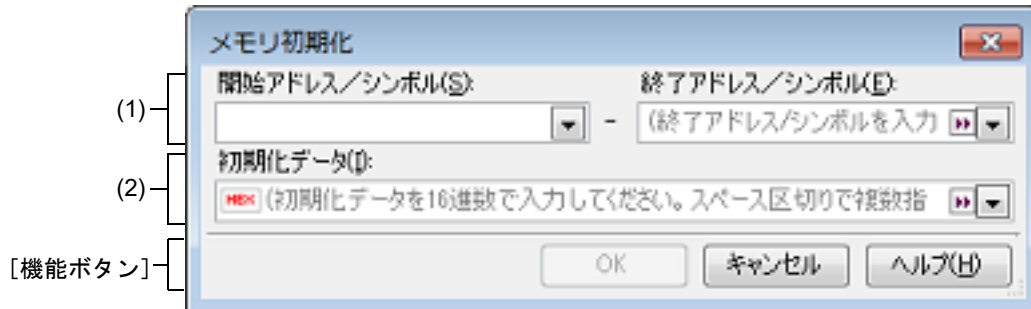 メモリ初期化
(1)
開始アドレス／シンボル(S):
終了アドレス／シンボル(E):
-
(終了アドレス/シンボルを入力
(2)
初期化データ(I):
HEX (初期化データを16進数で入力してください。スペース区切りで複数指
[機能ボタン]
OK
キャンセル
ヘルプ(H)